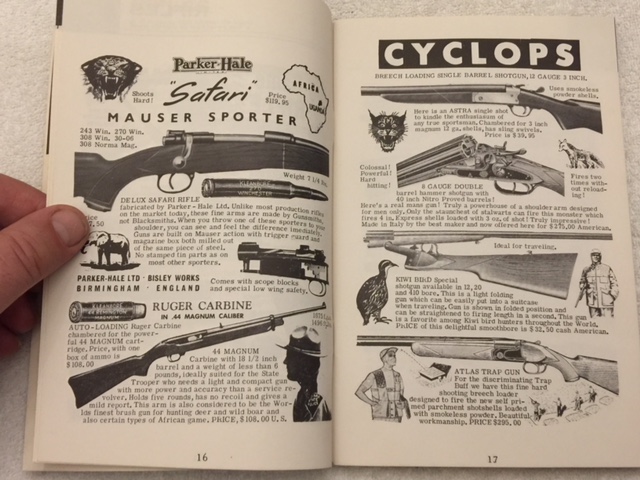 Parker-Hale
"Safari"
Shoots
Hard!
Price
$119.95
AFRICA
UGANDA
MAUSER SPORTER
243 Win. 270 Win.
308 Win. 30-06
308 Norma Mag.
Weight 7 1/4 lbs.
DELUX SAFARI RIFLE
fabricated by Parker - Hale Ltd. Unlike most production rifles
on the market today, these fine arms are made by Gunsmiths,
not Blacksmiths. When you throw one of these sporters to your
shoulder, you can see and feel the difference immediately.
Guns are built on Mauser action with trigger guard and
magazine box both milled out
of the same piece of steel.
No stamped tin parts as on
most other sporters.
PARKER-HALE LTD · BISLEY WORKS
BIRMINGHAM · ENGLAND
Comes with scope blocks
and special low wing safety.
RUGER CARBINE
IN .44 MAGNUM CALIBER
AUTO-LOADING Ruger Carbine
chambered for the power-
ful 44 MAGNUM cart-
ridge. Price, with one
box of ammo is
$108.00
44 MAGNUM
Carbine with 18 1/2 inch
barrel and a weight of less than 6
pounds, ideally suited for the State
Trooper who needs a light and compact gun
with more power and accuracy than a service re-
volver. Holds five rounds, has no recoil and gives a
mild report. This arm is also considered to be the Wor-
lds finest brush gun for hunting deer and wild boar and
also certain types of African game. PRICE, $108.00 U.S.
16
CYCLOPS
BREECH LOADING SINGLE BARREL SHOTGUN, 12 GAUGE 3 INCH.
Uses smokeless
powder shells.
Here is an ASTRA single shot
to kindle the enthusiasm of
any true sportsman. Chambered for 3 inch
magnum 12 ga. shells, has sling swivels.
Price is $39.95
Colossal!
Powerful!
Hard
hitting!
Fires two
times with-
out reload-
ing!
8 GAUGE DOUBLE
barrel hammer shotgun with
40 inch Nitro Proved barrels!
Here's a real mans gun! Truly a powerhouse of a shoulder arm designed
for men only. Only the staunchest of stalwarts can fire this monster which
fires 4 in. Express shells loaded with 3 oz. of shot! Truly impressive!
Made in Italy by the best maker and now offered here for $275,00 American.
Ideal for traveling.
KIWI BIRD Special
shotgun available in 12, 20
and 410 bore. This is a light folding
gun which can be easily put into a suitcase
when traveling. Gun is shown in folded position and
can be straightened to firing length in a second. This gun
is a favorite among Kiwi bird hunters throughout the World.
PRICE of this delightful smoothbore is $32,50 cash American.
ATLAS TRAP GUN
Fur the discriminating Trap
But we have this fine hard
shooting breech loader
designed to fire the new self pri-
med parchment shotshells loaded
with smokeless powder. Beautiful
workmanship. PRICE $295.00
17